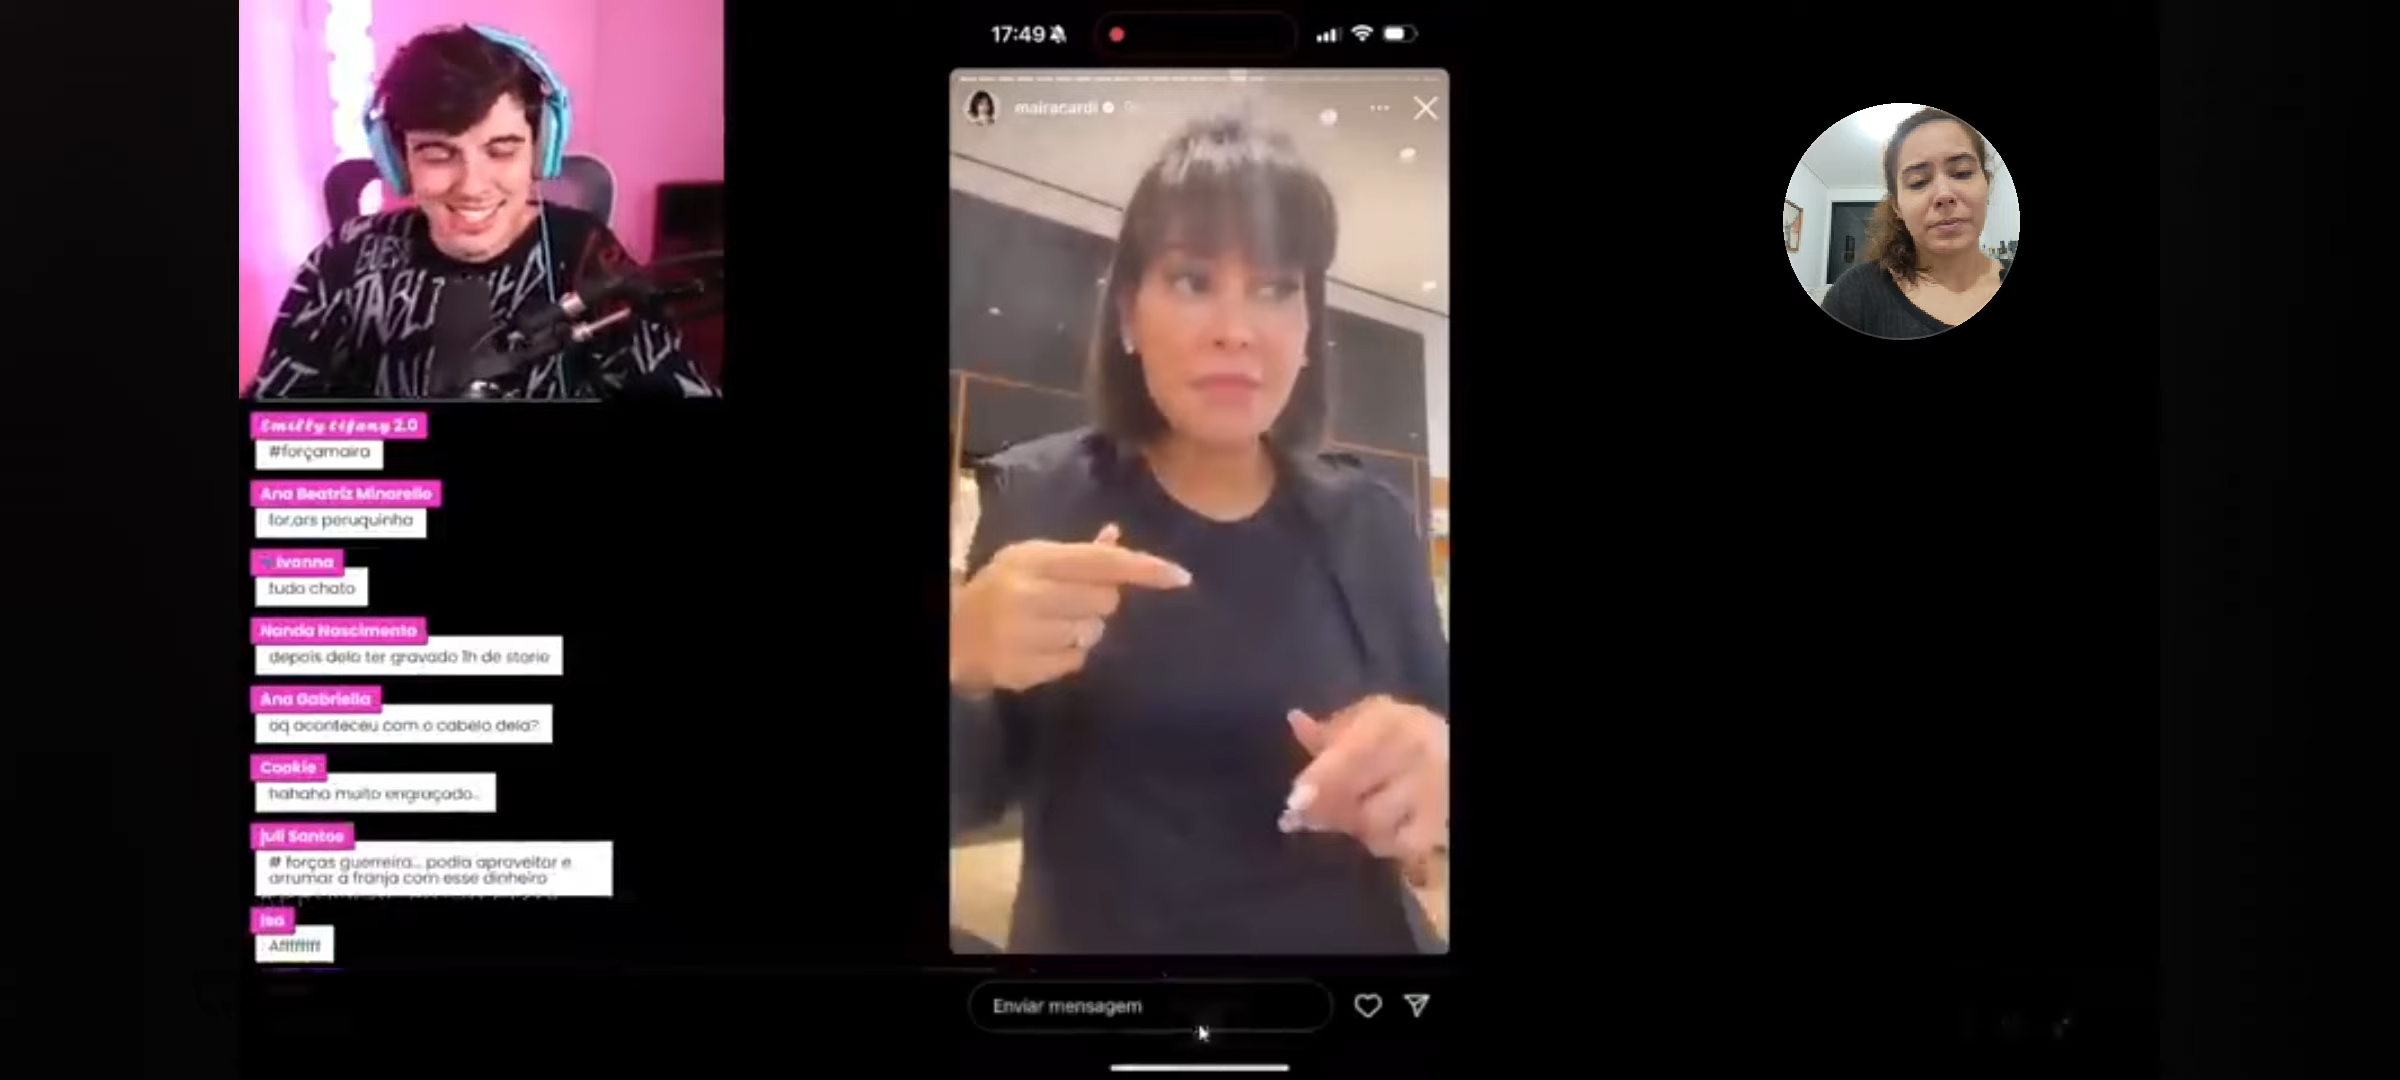 17:49
mairacardi
Emilly tifany 2.0
#forçamaira
Ana Beatriz Minarello
for,ars peruquinha
Ivanna
tudo chato
Nanda Nascimento
depois dela ter gravado 1h de storie
Ana Gabriella
oq aconteceu com o cabelo dela?
Cookie
hahaha muito engraçado..
juli Santos
# forças guerreira... podia aproveitar e
arrumar a franja com esse dinheiro
Isa
Enviar mensagem